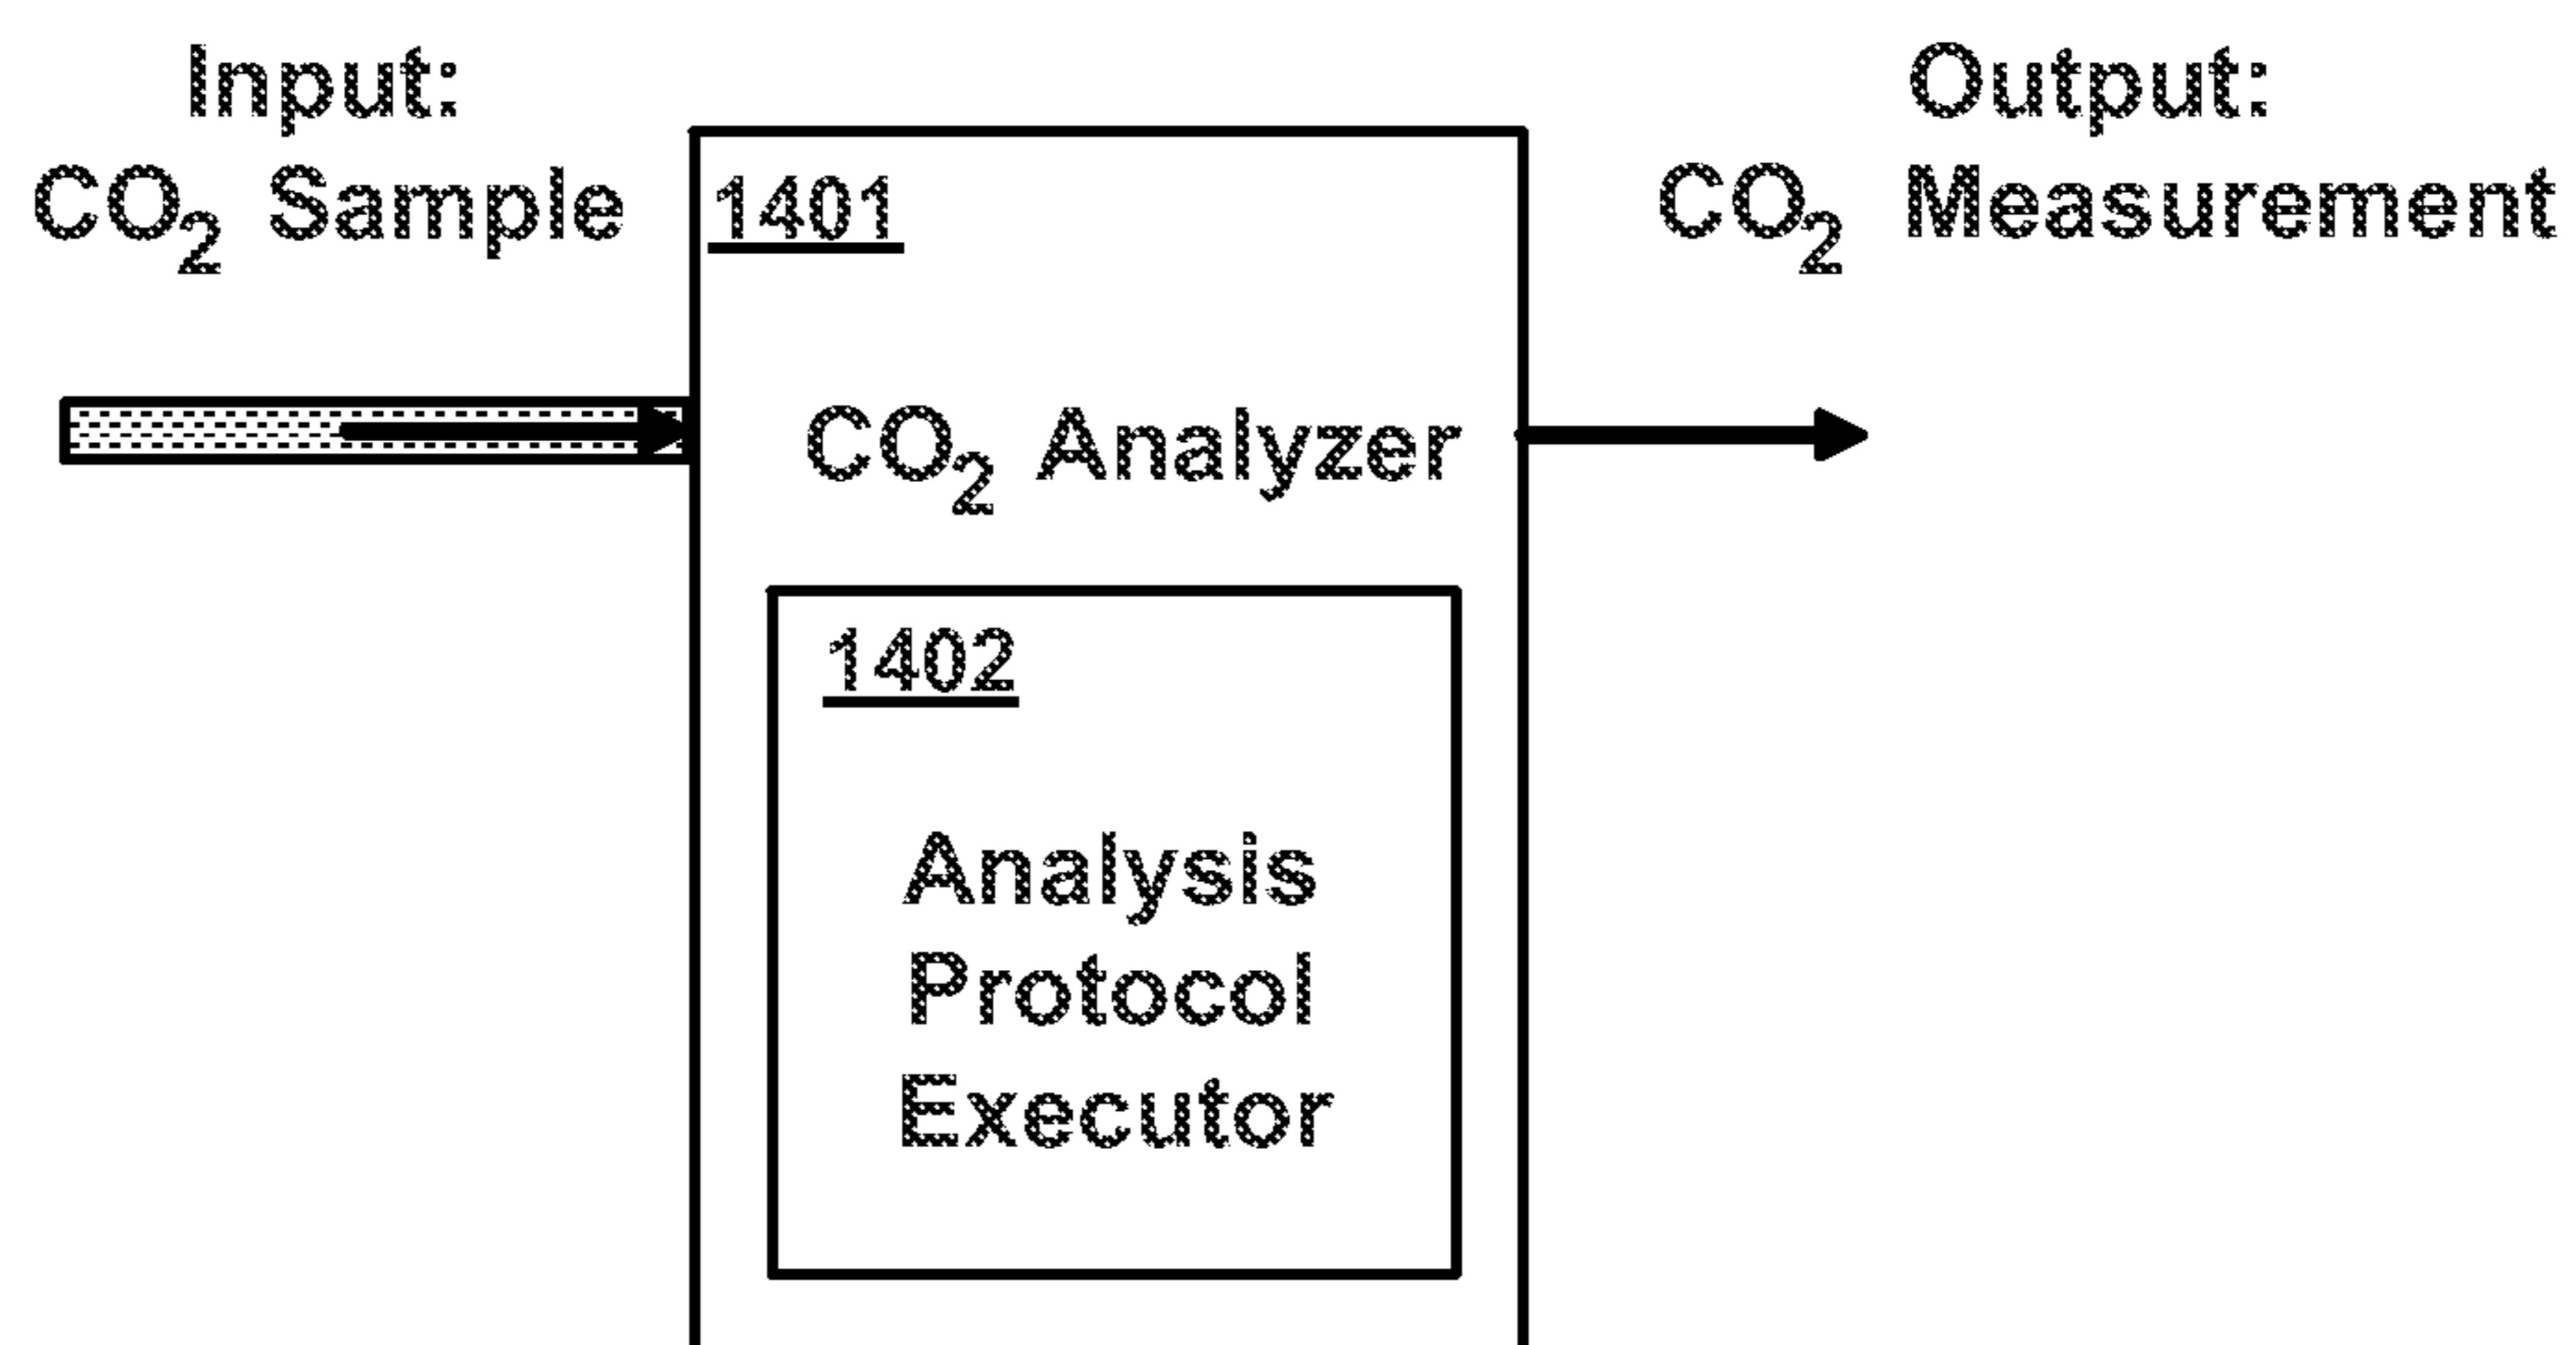 Input:
CO₂ Sample
Output:
CO₂ Measurement
1401
CO₂ Analyzer
1402
Analysis
Protocol
Executor